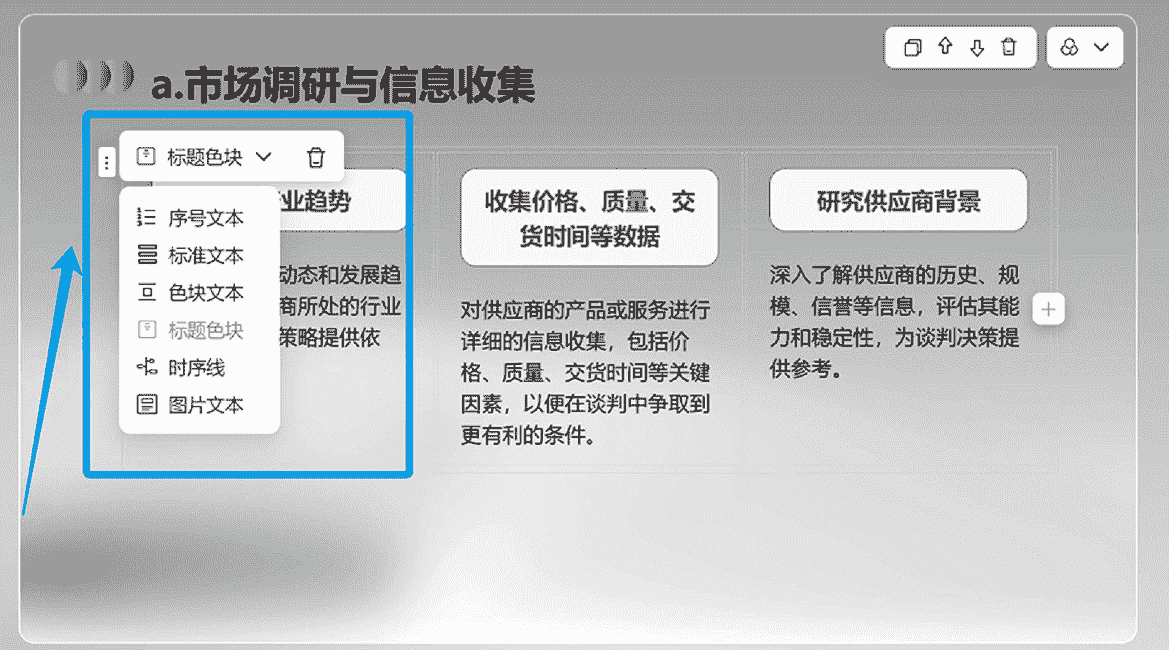 a.市场调研与信息收集
标题色块
序号文本
标准文本
色块文本
标题色块
时序线
图片文本
业趋势
动态和发展趋
商所处的行业
策略提供依
收集价格、质量、交
货时间等数据
对供应商的产品或服务进行
详细的信息收集，包括价
格、质量、交货时间等关键
因素，以便在谈判中争取到
更有利的条件。
研究供应商背景
深入了解供应商的历史、规
模、信誉等信息，评估其能
力和稳定性，为谈判决策提
供参考。